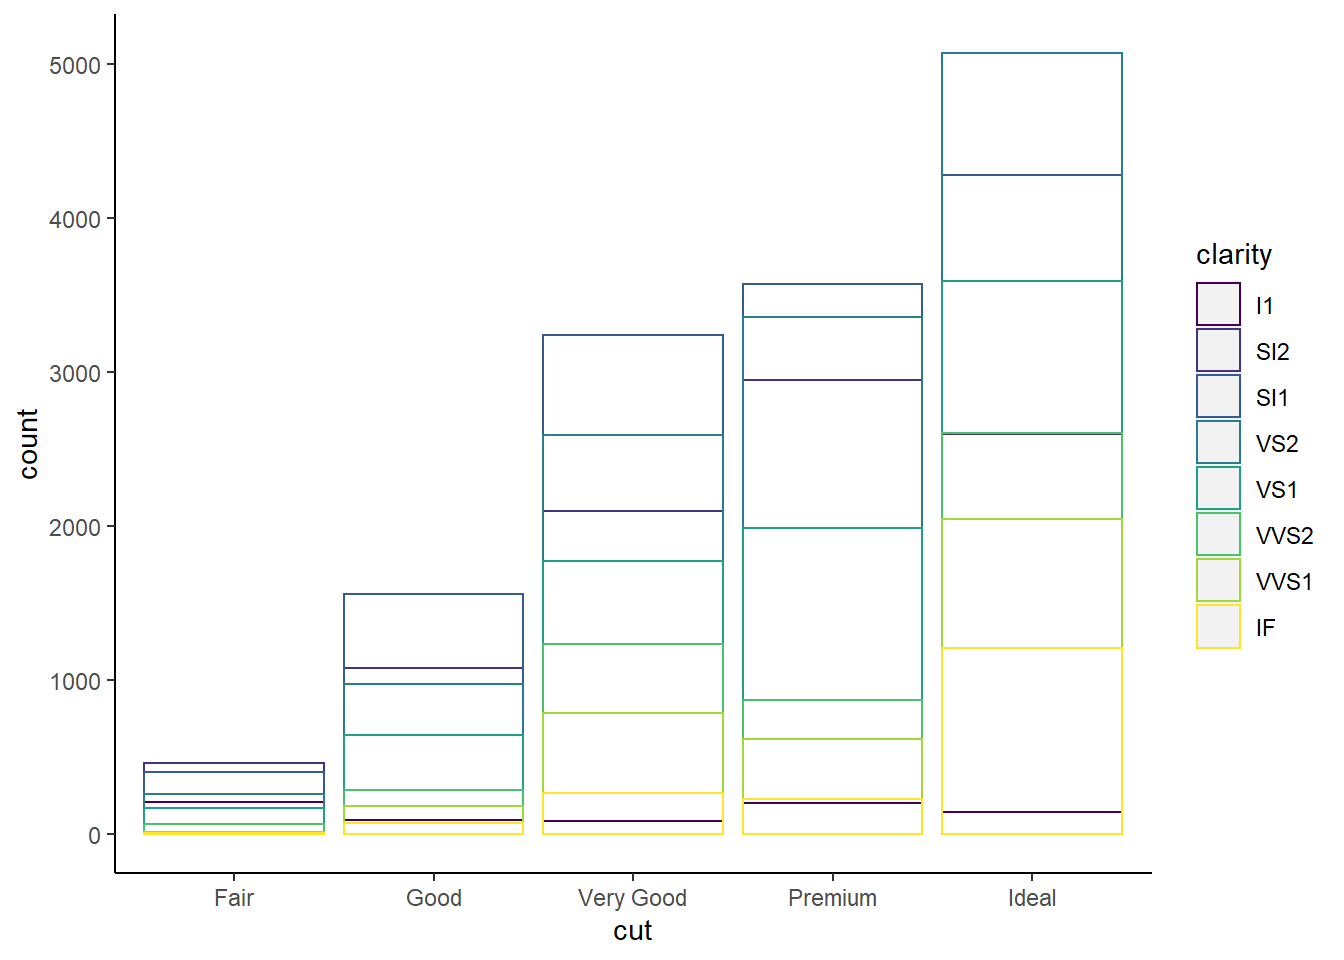 5000
4000
3000
2000
1000
0
count
Fair Good Very Good Premium Ideal
cut
clarity
I1
SI2
SI1
VS2
VS1
VVS2
VVS1
IF